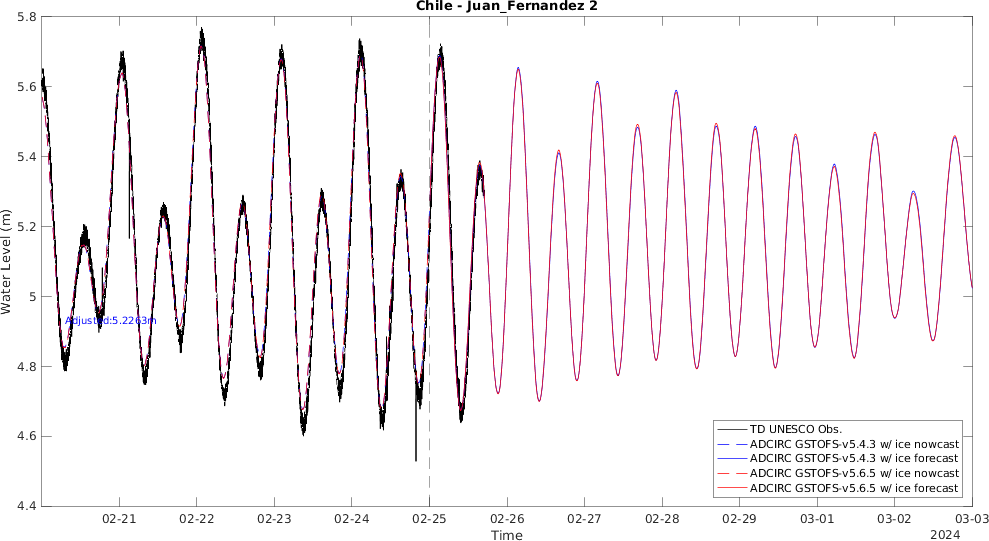 Chile - Juan_Fernandez 2
5.8
5.6
5.4
5.2
5
4.8
4.6
4.4
Water Level (m)
Adjusted:5.2263m
TD UNESCO Obs.
ADCIRC GSTOFS-v5.4.3 w/ ice nowcast
ADCIRC GSTOFS-v5.4.3 w/ ice forecast
ADCIRC GSTOFS-v5.6.5 w/ ice nowcast
ADCIRC GSTOFS-v5.6.5 w/ ice forecast
02-21 02-22 02-23 02-24 02-25 02-26 02-27 02-28 02-29 03-01 03-02 03-03
Time
2024